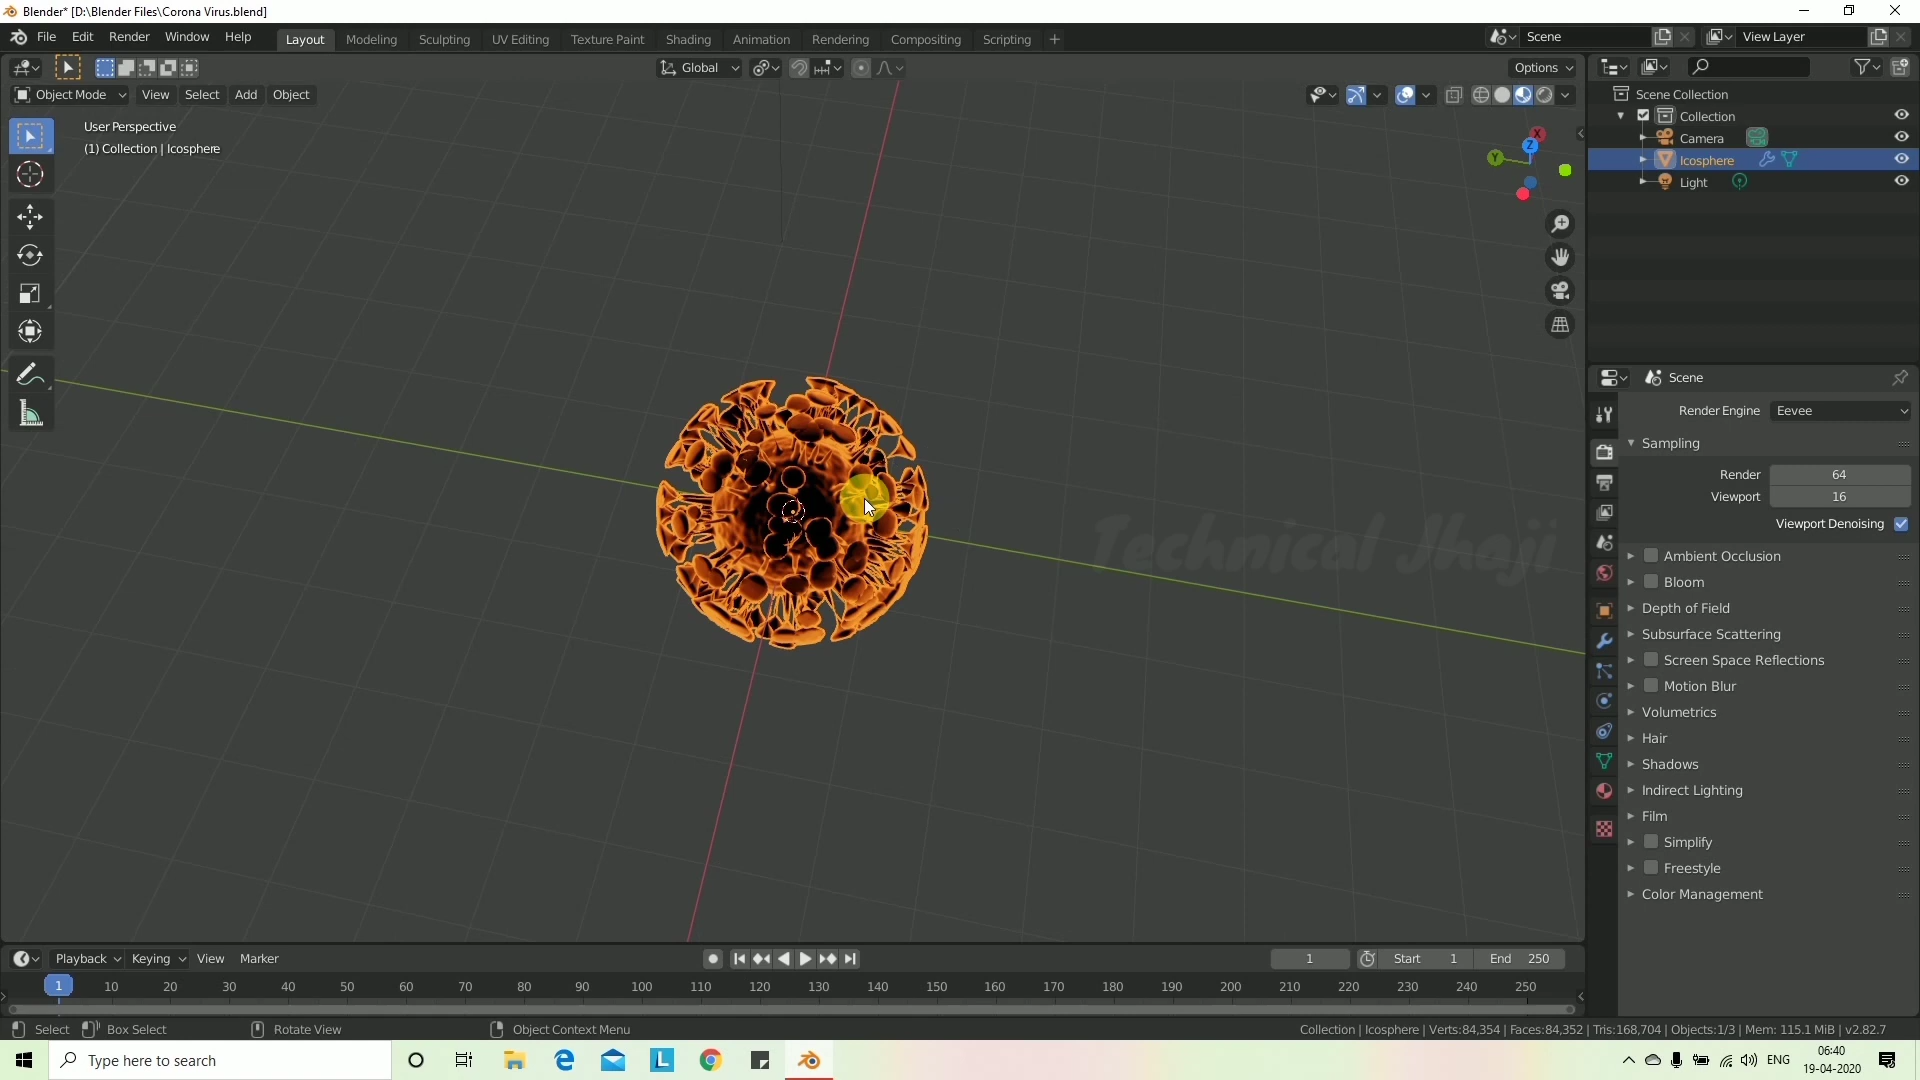 Blender* [D:\Blender Files\Corona Virus.blend]
File Edit Render Window Help Layout Modeling Sculpting UV Editing Texture Paint Shading Animation Rendering Compositing Scripting + Scene View Layer
Global Options
Object Mode View Select Add Object
User Perspective
(1) Collection | Icosphere
X
Y
Z
Scene Collection
Collection
Camera
Icosphere
Light
Scene
Render Engine Eevee
Sampling
Render 64
Viewport 16
Viewport Denoising
Ambient Occlusion
Bloom
Depth of Field
Subsurface Scattering
Screen Space Reflections
Motion Blur
Volumetrics
Hair
Shadows
Indirect Lighting
Film
Simplify
Freestyle
Color Management
Technical Jhaji
Playback Keying View Marker 1 Start 1 End 250
1 10 20 30 40 50 60 70 80 90 100 110 120 130 140 150 160 170 180 190 200 210 220 230 240 250
Select Box Select Rotate View Object Context Menu Collection | Icosphere | Verts:84,354 | Faces:84,352 | Tris:168,704 | Objects:1/3 | Mem: 115.1 MiB | v2.82.7
Type here to search L ENG 06:40
19-04-2020